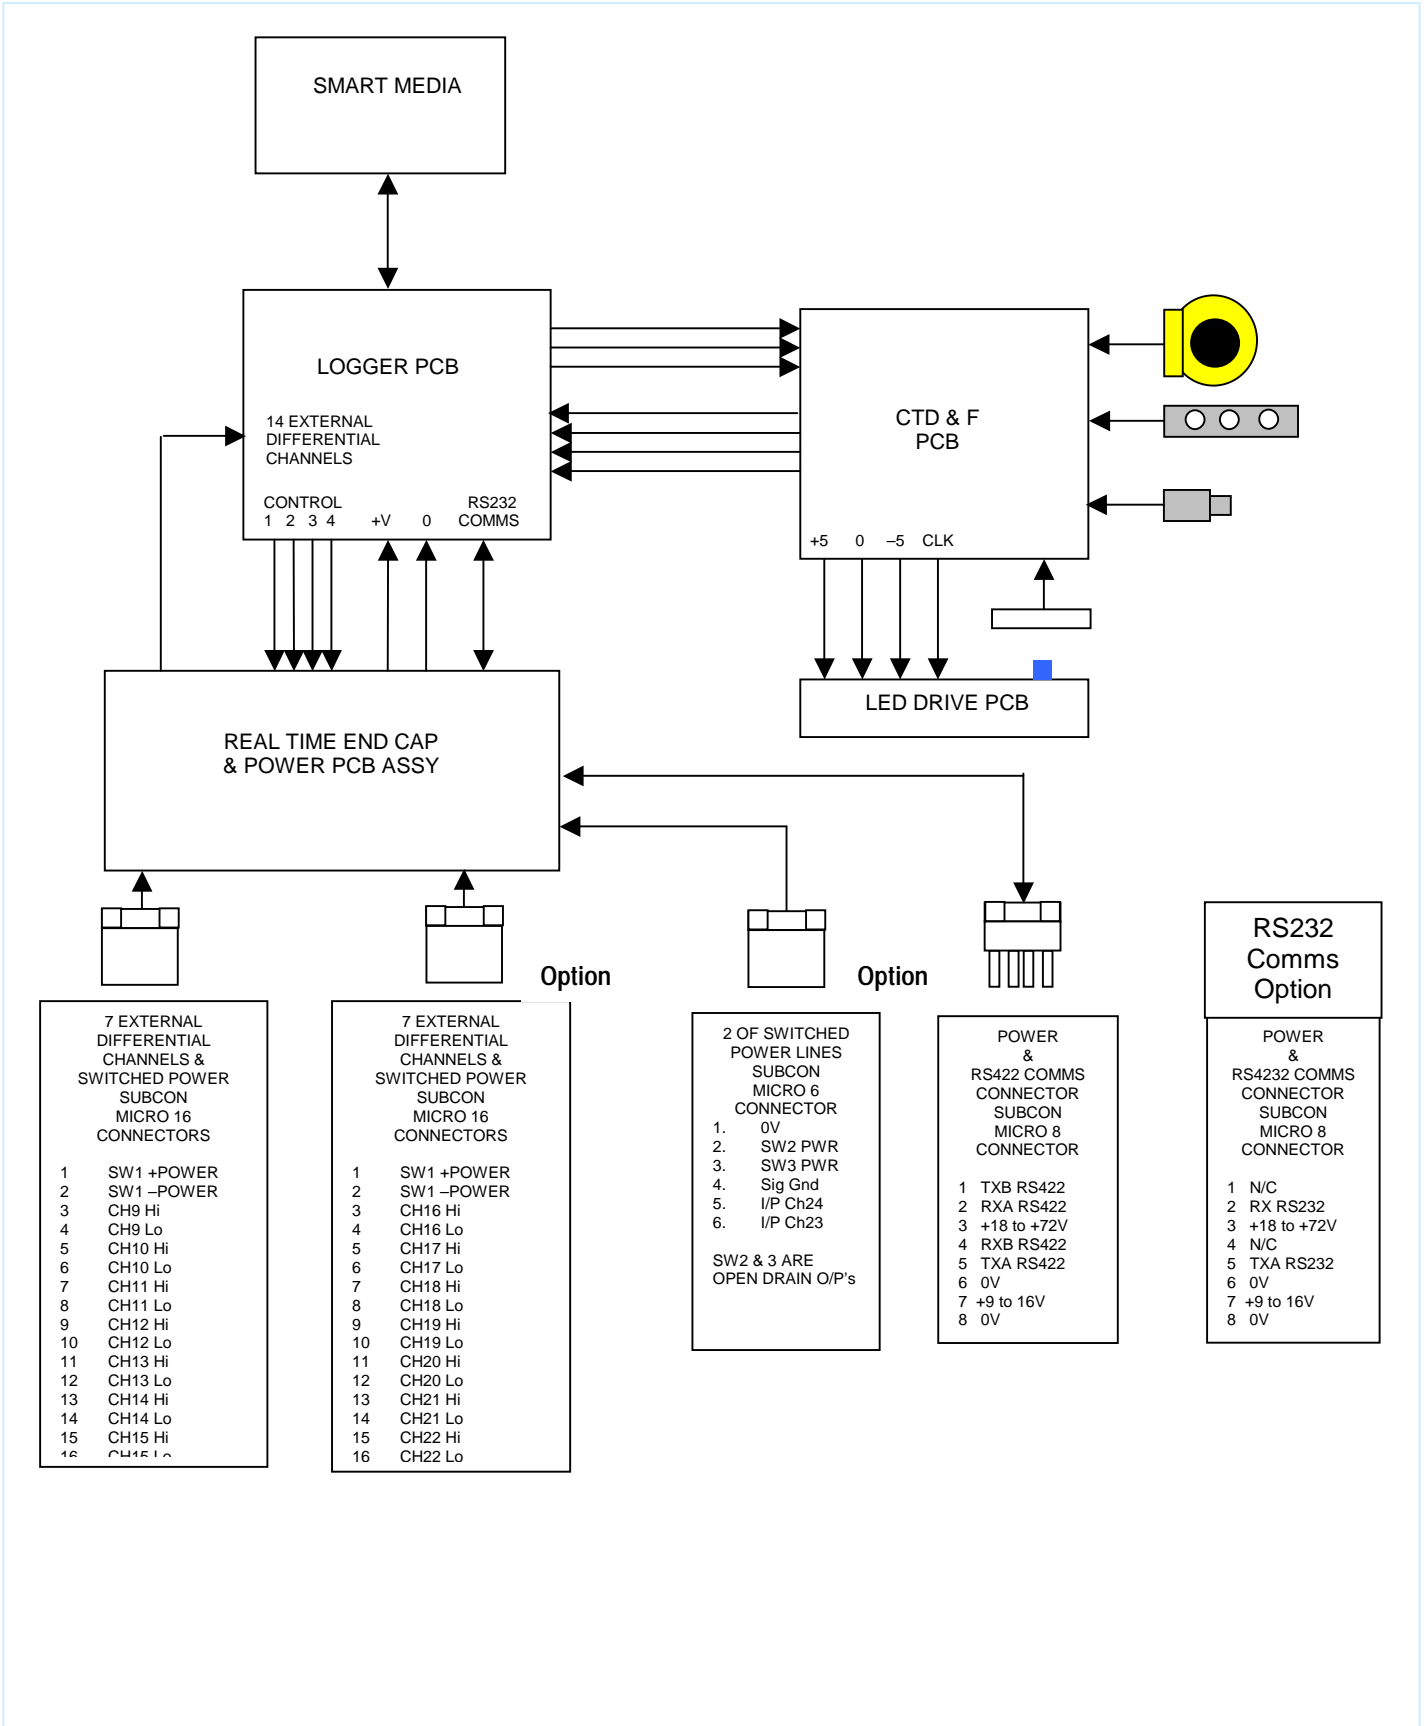 SMART MEDIA
LOGGER PCB
14 EXTERNAL
DIFFERENTIAL
CHANNELS
CONTROL
1 2 3 4
+V
0
RS232
COMMS
CTD & F
PCB
+5 0 –5 CLK
LED DRIVE PCB
REAL TIME END CAP
& POWER PCB ASSY
Option
Option
7 EXTERNAL
DIFFERENTIAL
CHANNELS &
SWITCHED POWER
SUBCON
MICRO 16
CONNECTORS
1 SW1 +POWER
2 SW1 –POWER
3 CH9 Hi
4 CH9 Lo
5 CH10 Hi
6 CH10 Lo
7 CH11 Hi
8 CH11 Lo
9 CH12 Hi
10 CH12 Lo
11 CH13 Hi
12 CH13 Lo
13 CH14 Hi
14 CH14 Lo
15 CH15 Hi
16 CH15 Lo
7 EXTERNAL
DIFFERENTIAL
CHANNELS &
SWITCHED POWER
SUBCON
MICRO 16
CONNECTORS
1 SW1 +POWER
2 SW1 –POWER
3 CH16 Hi
4 CH16 Lo
5 CH17 Hi
6 CH17 Lo
7 CH18 Hi
8 CH18 Lo
9 CH19 Hi
10 CH19 Lo
11 CH20 Hi
12 CH20 Lo
13 CH21 Hi
14 CH21 Lo
15 CH22 Hi
16 CH22 Lo
2 OF SWITCHED
POWER LINES
SUBCON
MICRO 6
CONNECTOR
1. 0V
2. SW2 PWR
3. SW3 PWR
4. Sig Gnd
5. I/P Ch24
6. I/P Ch23
SW2 & 3 ARE
OPEN DRAIN O/P's
POWER
&
RS422 COMMS
CONNECTOR
SUBCON
MICRO 8
CONNECTOR
1 TXB RS422
2 RXA RS422
3 +18 to +72V
4 RXB RS422
5 TXA RS422
6 0V
7 +9 to 16V
8 0V
RS232
Comms
Option
POWER
&
RS4232 COMMS
CONNECTOR
SUBCON
MICRO 8
CONNECTOR
1 N/C
2 RX RS232
3 +18 to +72V
4 N/C
5 TXA RS232
6 0V
7 +9 to 16V
8 0V